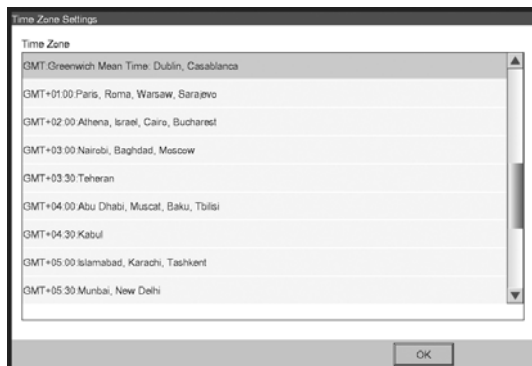 Time Zone Settings
Time Zone
GMT:Greenwich Mean Time: Dublin, Casablanca
GMT+01:00:Paris, Roma, Warsaw, Sarajevo
GMT+02:00:Athena, Israel, Cairo, Bucharest
GMT+03:00:Nairobi, Baghdad, Moscow
GMT+03:30:Teheran
GMT+04:00:Abu Dhabi, Muscat, Baku, Tbilisi
GMT+04:30:Kabul
GMT+05:00:Islamabad, Karachi, Tashkent
GMT+05:30:Munbai, New Delhi
OK